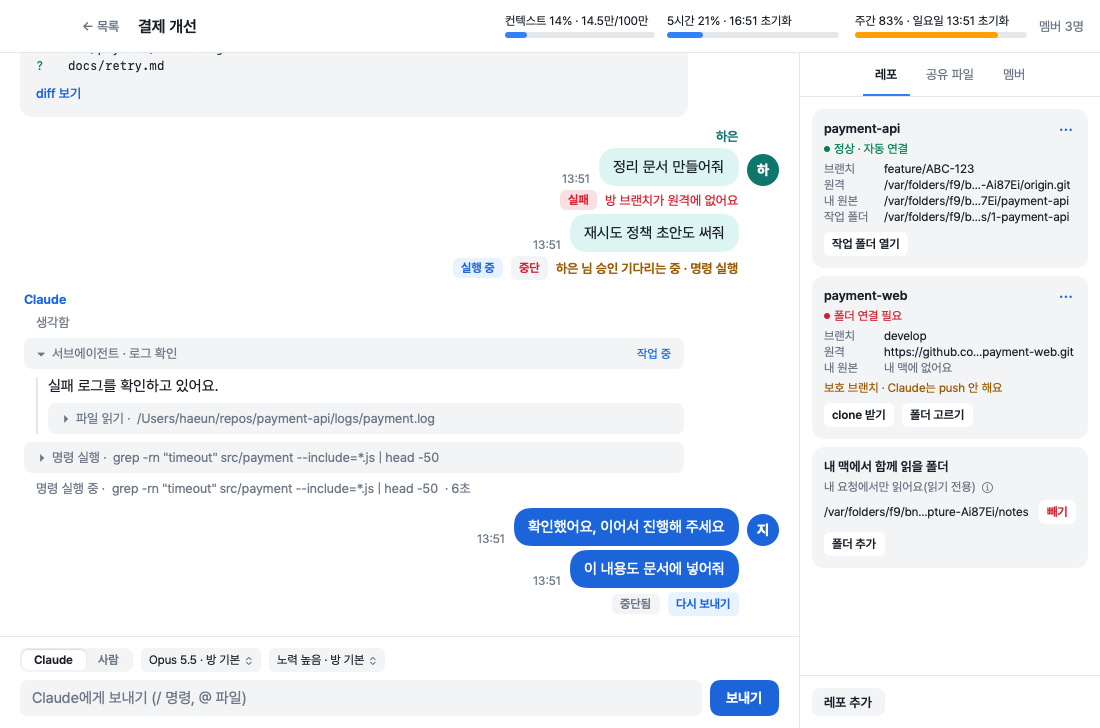 ← 목록 결제 개선
컨텍스트 14% · 14.5만/100만
5시간 21% · 16:51 초기화
주간 83% · 일요일 13:51 초기화
멤버 3명
? docs/retry.md
diff 보기
하은
정리 문서 만들어줘
하
13:51
실패 방 브랜치가 원격에 없어요
재시도 정책 초안도 써줘
13:51
실행 중 중단 하은 님 승인 기다리는 중 · 명령 실행
Claude
생각함
서브에이전트 · 로그 확인 작업 중
실패 로그를 확인하고 있어요.
파일 읽기 · /Users/haeun/repos/payment-api/logs/payment.log
명령 실행 · grep -rn "timeout" src/payment --include=*.js | head -50
명령 실행 중 · grep -rn "timeout" src/payment --include=*.js | head -50 · 6초
확인했어요, 이어서 진행해 주세요
지
13:51
이 내용도 문서에 넣어줘
13:51
중단됨 다시 보내기
Claude 사람 Opus 5.5 · 방 기본 노력 높음 · 방 기본
Claude에게 보내기 (/ 명령, @ 파일)
보내기
레포 공유 파일 멤버
payment-api ···
정상 · 자동 연결
브랜치 feature/ABC-123
원격 /var/folders/f9/b...-Ai87Ei/origin.git
내 원본 /var/folders/f9/b...7Ei/payment-api
작업 폴더 /var/folders/f9/b...s/1-payment-api
작업 폴더 열기
payment-web ···
폴더 연결 필요
브랜치 develop
원격 https://github.co...payment-web.git
내 원본 내 맥에 없어요
보호 브랜치 · Claude는 push 안 해요
clone 받기 폴더 고르기
내 맥에서 함께 읽을 폴더
내 요청에서만 읽어요(읽기 전용)
/var/folders/f9/bn...pture-Ai87Ei/notes 빼기
폴더 추가
레포 추가